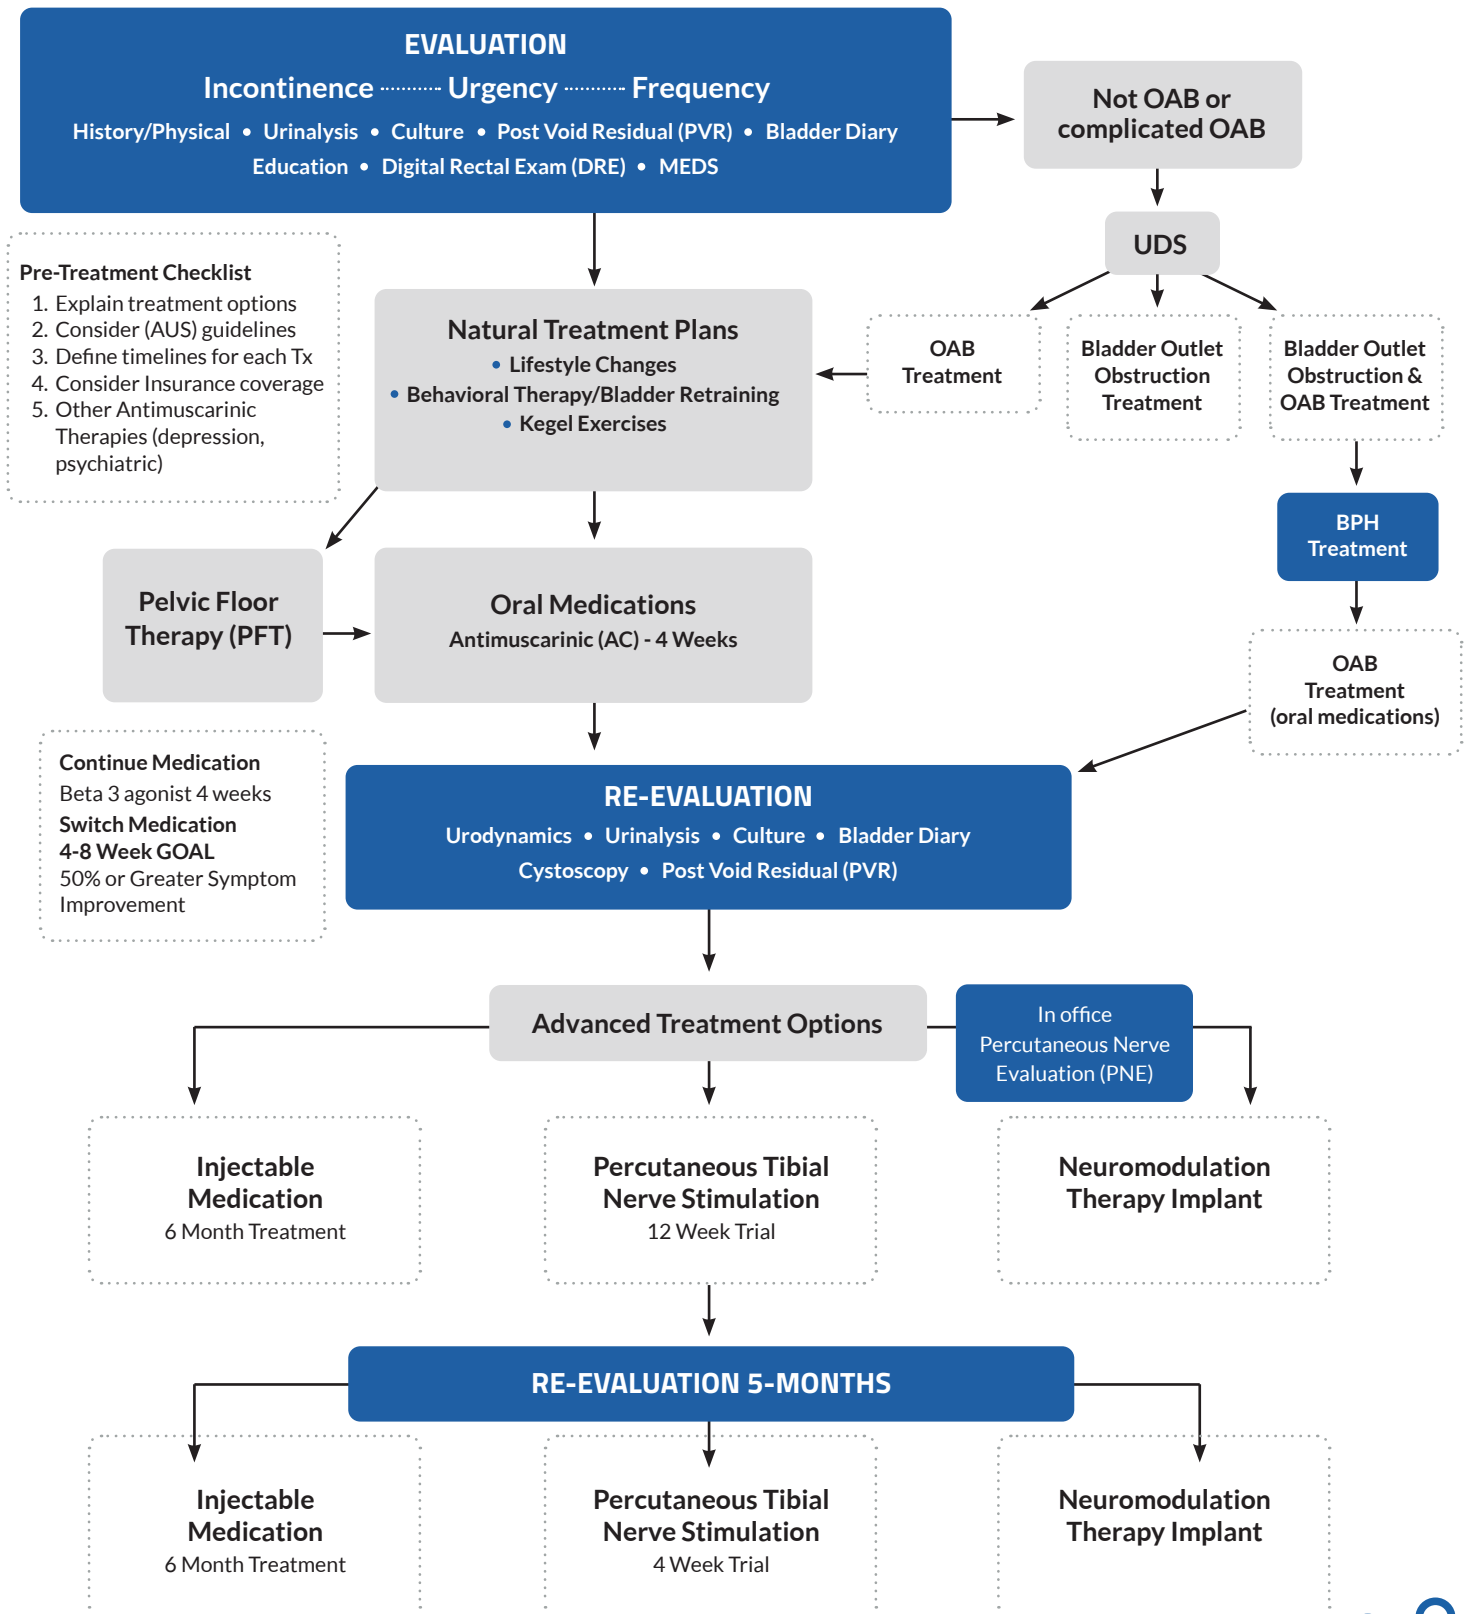 EVALUATION
Incontinence Urgency Frequency
History/Physical • Urinalysis • Culture • Post Void Residual (PVR) • Bladder Diary
Education • Digital Rectal Exam (DRE) • MEDS
Not OAB or
complicated OAB
UDS
Pre-Treatment Checklist
1. Explain treatment options
2. Consider (AUS) guidelines
3. Define timelines for each Tx
4. Consider Insurance coverage
5. Other Antimuscarinic
Therapies (depression,
psychiatric)
Natural Treatment Plans
• Lifestyle Changes
• Behavioral Therapy/Bladder Retraining
• Kegel Exercises
OAB
Treatment
Bladder Outlet
Obstruction
Treatment
Bladder Outlet
Obstruction &
OAB Treatment
BPH
Treatment
Pelvic Floor
Therapy (PFT)
Oral Medications
Antimuscarinic (AC) - 4 Weeks
OAB
Treatment
(oral medications)
Continue Medication
Beta 3 agonist 4 weeks
Switch Medication
4-8 Week GOAL
50% or Greater Symptom
Improvement
RE-EVALUATION
Urodynamics • Urinalysis • Culture • Bladder Diary
Cystoscopy • Post Void Residual (PVR)
Advanced Treatment Options
In office
Percutaneous Nerve
Evaluation (PNE)
Injectable
Medication
6 Month Treatment
Percutaneous Tibial
Nerve Stimulation
12 Week Trial
Neuromodulation
Therapy Implant
RE-EVALUATION 5-MONTHS
Injectable
Medication
6 Month Treatment
Percutaneous Tibial
Nerve Stimulation
4 Week Trial
Neuromodulation
Therapy Implant